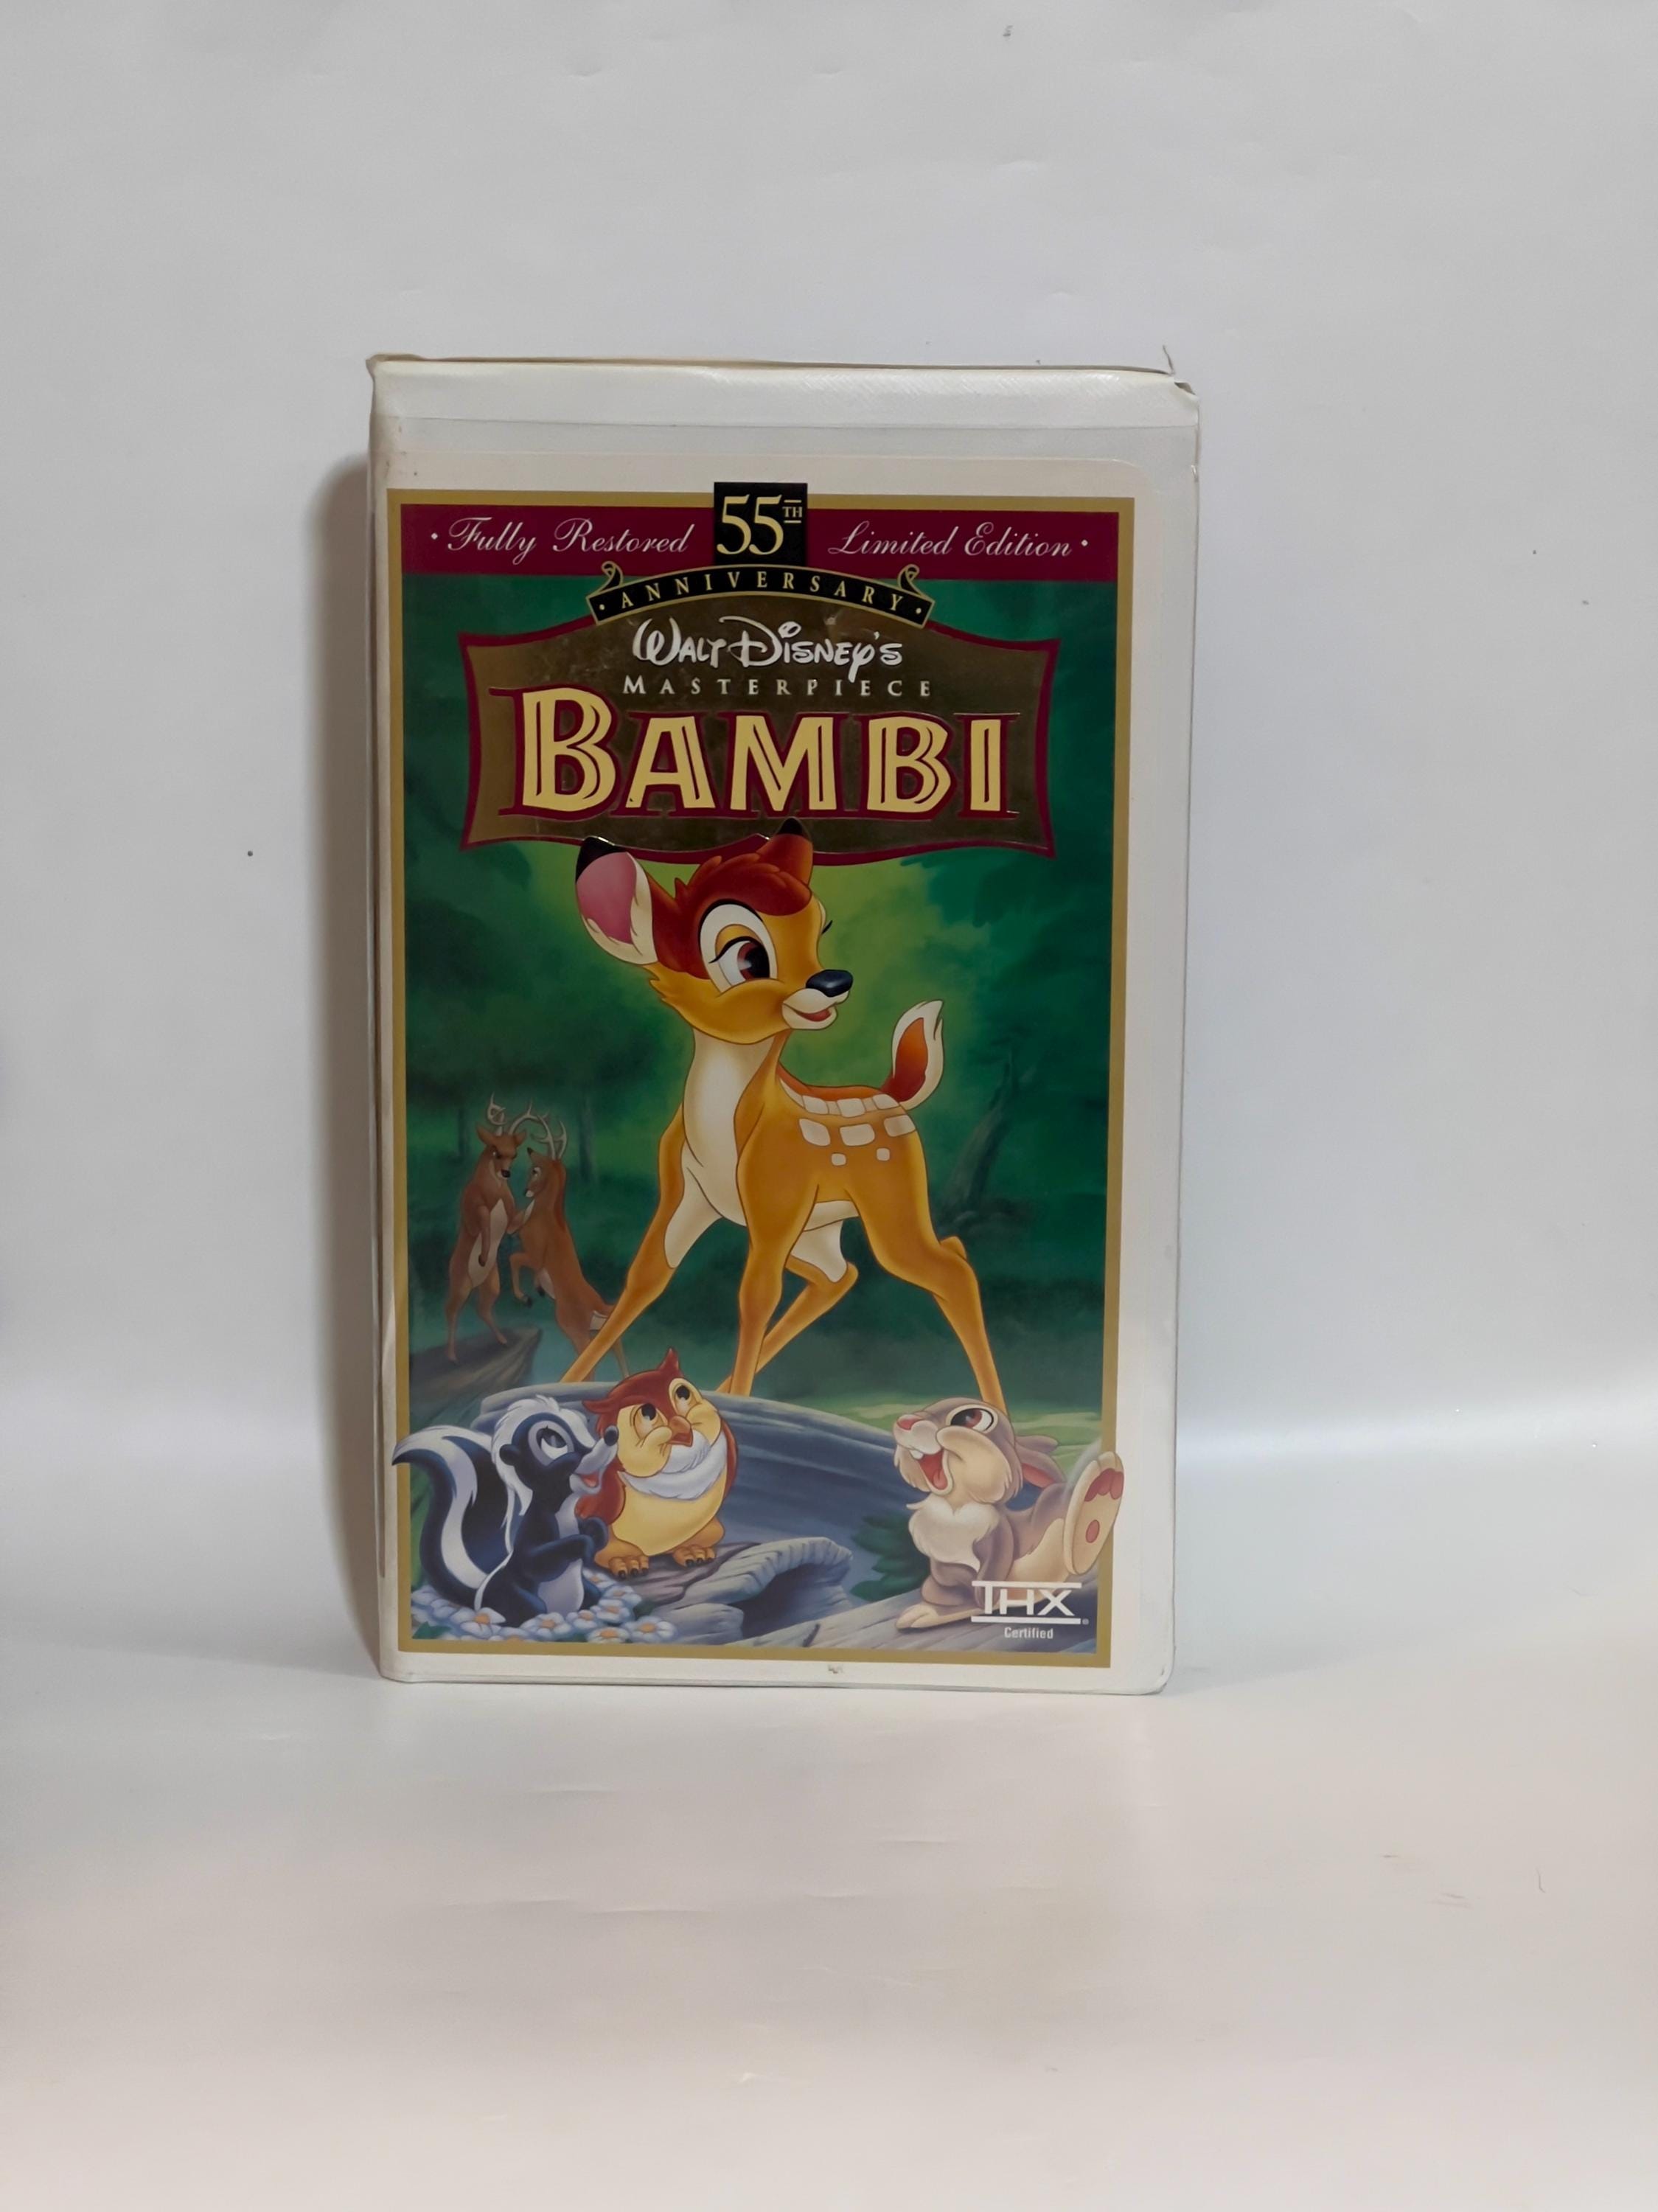 · Fully Restored 55TH Limited Edition ·
· ANNIVERSARY ·
WALT DISNEY'S
MASTERPIECE
BAMBI
THX
Certified